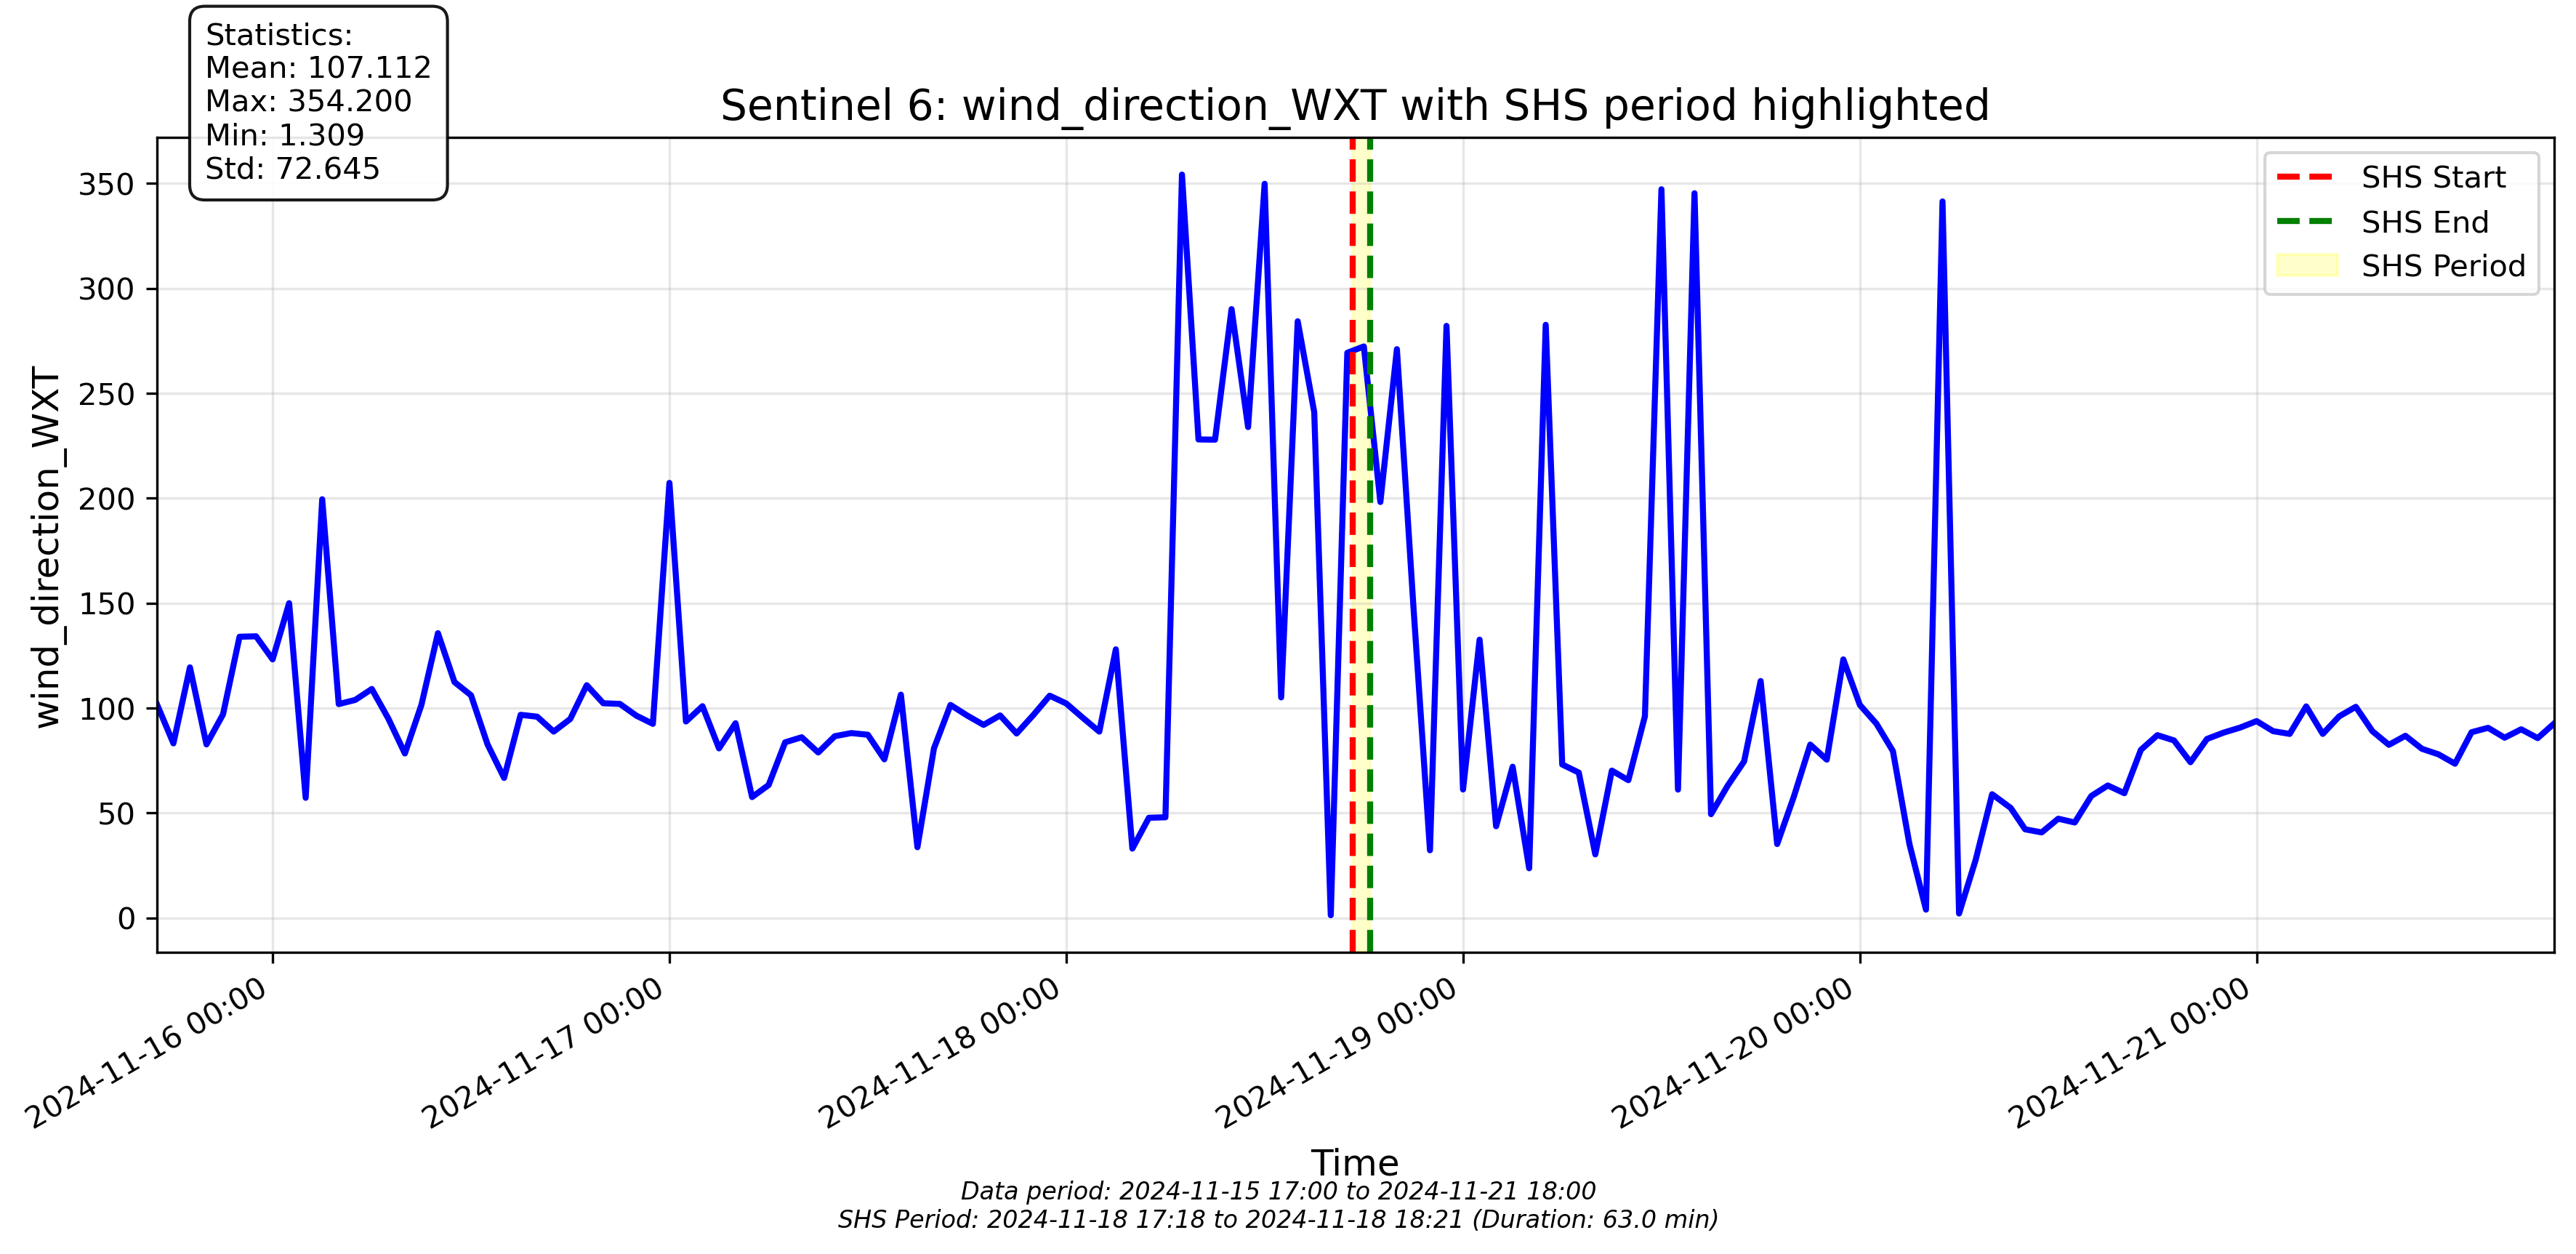 Statistics:
Mean: 107.112
Max: 354.200
Min: 1.309
Std: 72.645
Sentinel 6: wind_direction_WXT with SHS period highlighted
SHS Start
SHS End
SHS Period
wind_direction_WXT
350
300
250
200
150
100
50
0
2024-11-16 00:00
2024-11-17 00:00
2024-11-18 00:00
2024-11-19 00:00
2024-11-20 00:00
2024-11-21 00:00
Time
Data period: 2024-11-15 17:00 to 2024-11-21 18:00
SHS Period: 2024-11-18 17:18 to 2024-11-18 18:21 (Duration: 63.0 min)